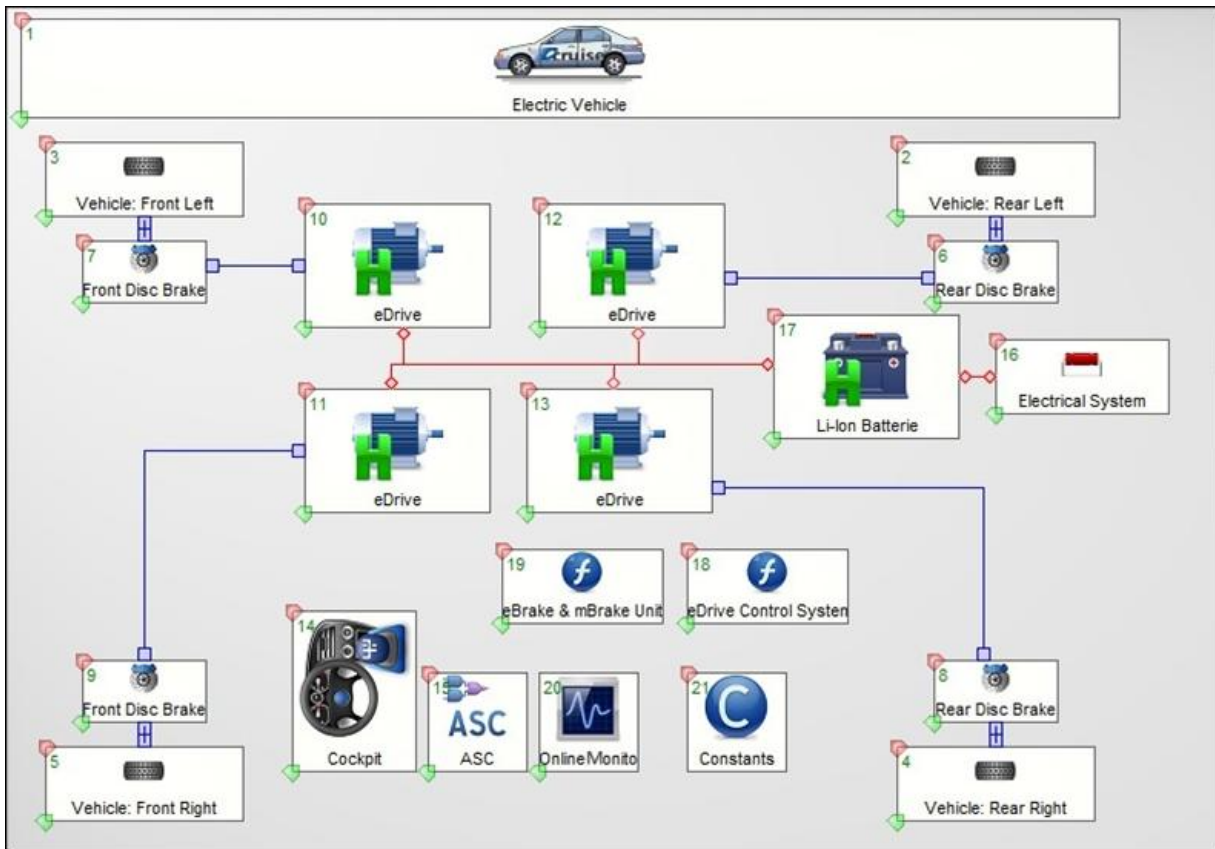 1
cruise
Electric Vehicle
3
Vehicle: Front Left
2
Vehicle: Rear Left
7
Front Disc Brake
10
eDrive
12
eDrive
6
Rear Disc Brake
17
Li-Ion Batterie
16
Electrical System
11
eDrive
13
eDrive
19
eBrake & mBrake Unit
18
eDrive Control System
14
Cockpit
15
ASC
ASC
20
OnlineMonito
21
C
Constants
9
Front Disc Brake
8
Rear Disc Brake
5
Vehicle: Front Right
4
Vehicle: Rear Right